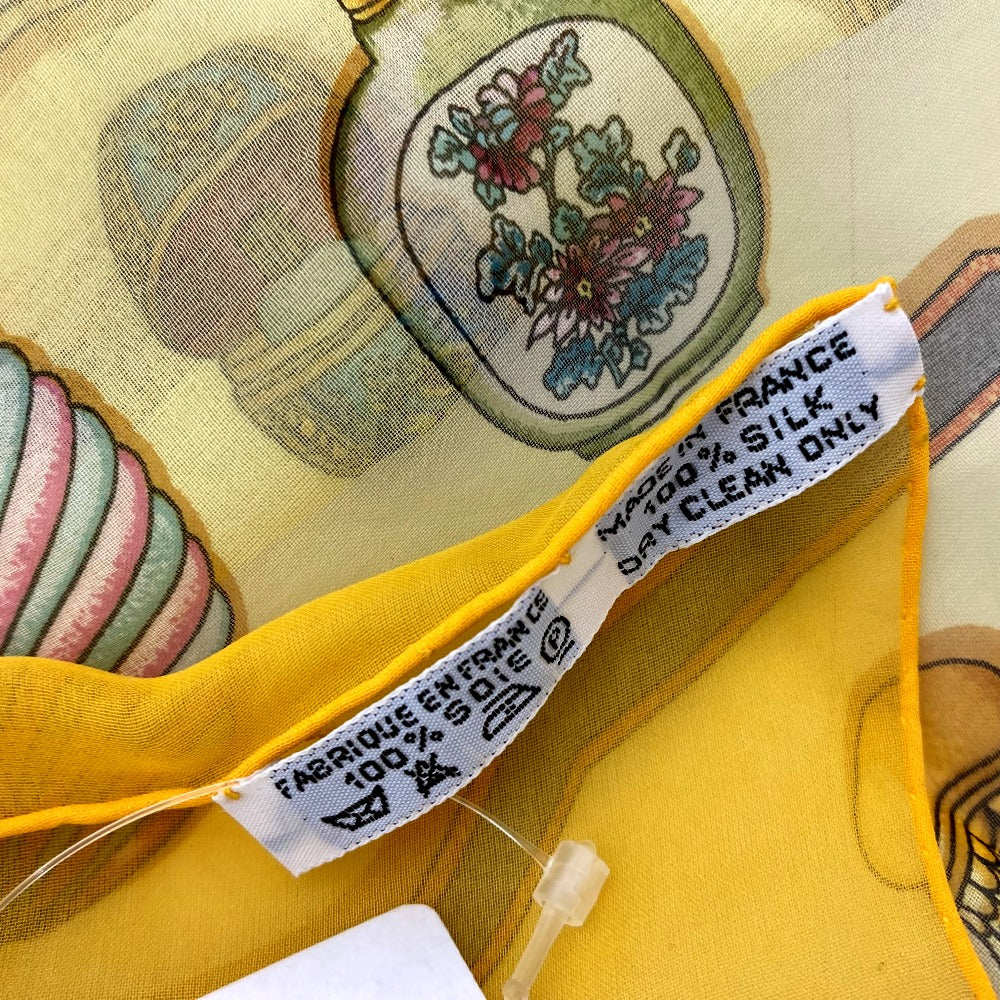 FABRIQUE EN FRANCE
100% SOIE
P
MADE IN FRANCE
100% SILK
DRY CLEAN ONLY